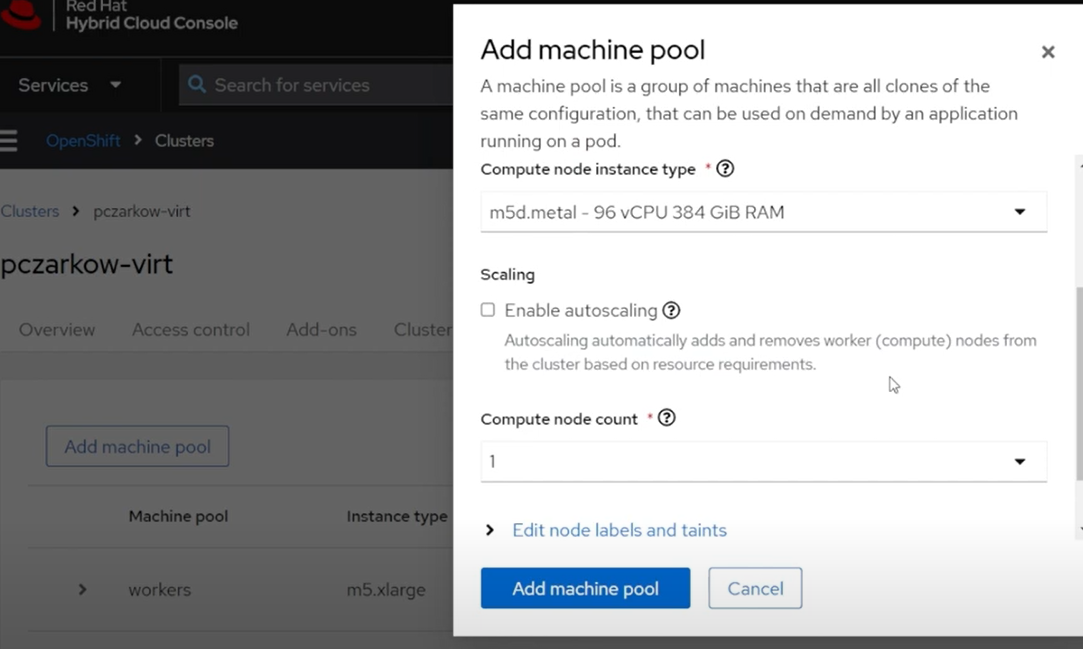 Red Hat
Hybrid Cloud Console
Services
Search for services
OpenShift > Clusters
Clusters > pczarkow-virt
pczarkow-virt
Overview Access control Add-ons Cluster
Add machine pool
Machine pool Instance type
workers m5.xlarge
Add machine pool
A machine pool is a group of machines that are all clones of the
same configuration, that can be used on demand by an application
running on a pod.
Compute node instance type *
m5d.metal - 96 vCPU 384 GiB RAM
Scaling
Enable autoscaling
Autoscaling automatically adds and removes worker (compute) nodes from
the cluster based on resource requirements.
Compute node count *
1
Edit node labels and taints
Add machine pool Cancel